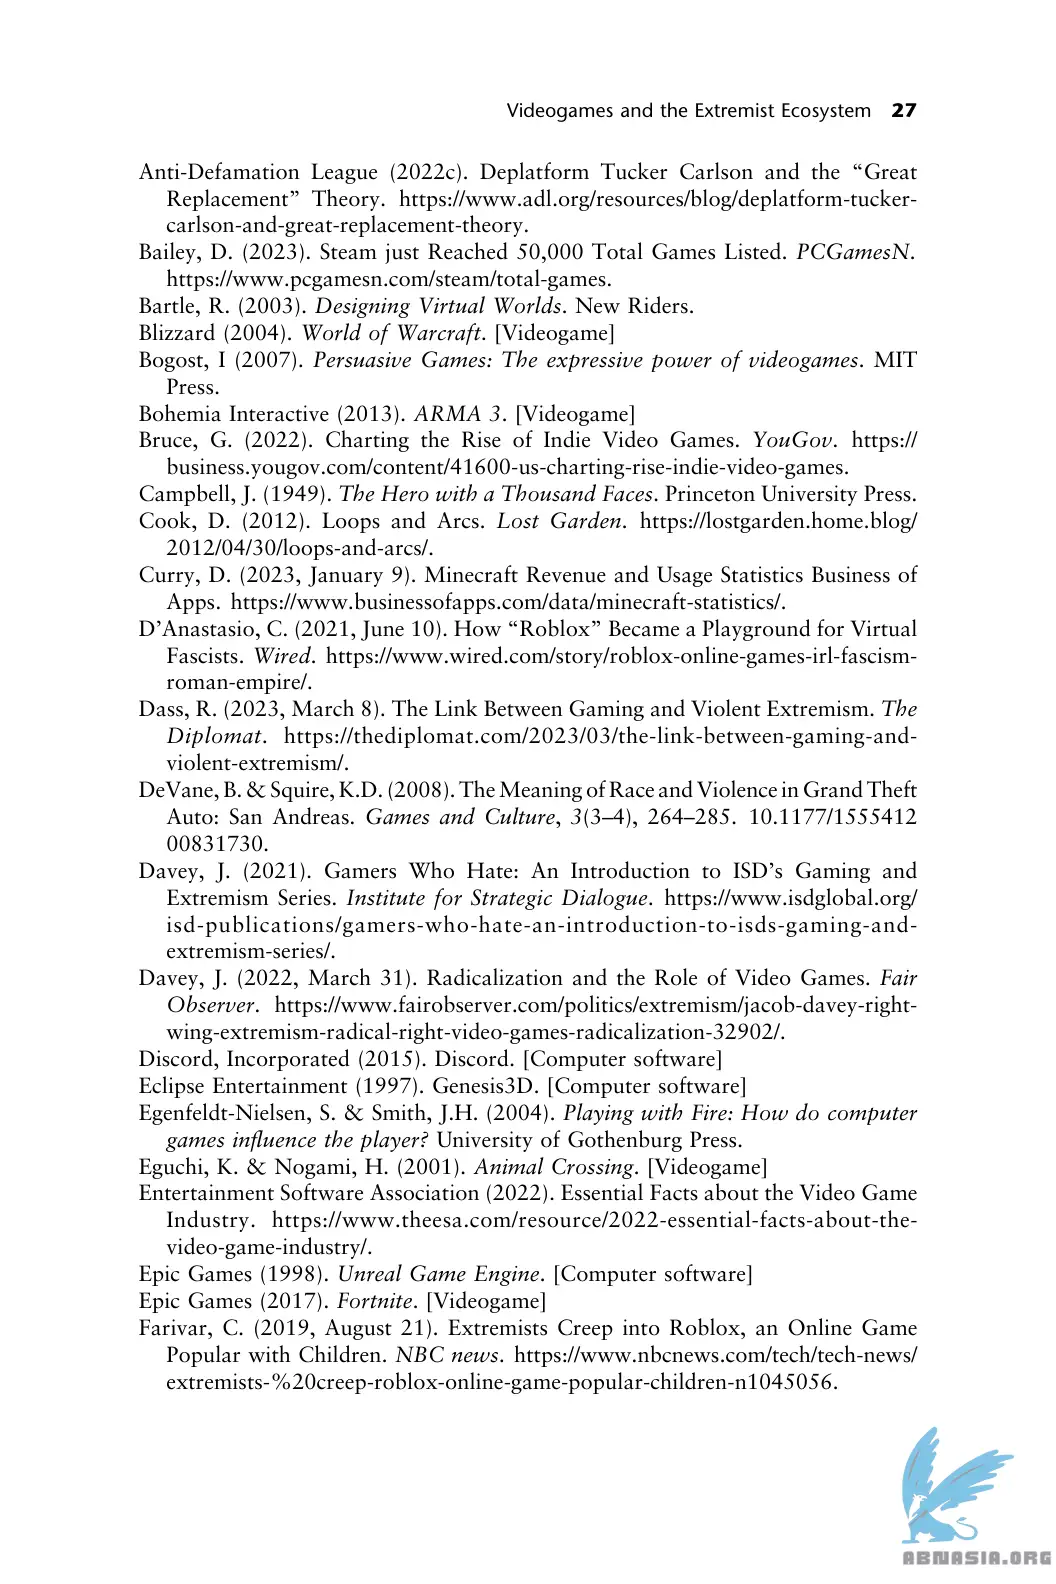 Videogames and the Extremist Ecosystem 27
Anti-Defamation League (2022c). Deplatform Tucker Carlson and the “Great
Replacement” Theory. https://www.adl.org/resources/blog/deplatform-tucker-
carlson-and-great-replacement-theory.
Bailey, D. (2023). Steam just Reached 50,000 Total Games Listed. PCGamesN.
https://www.pcgamesn.com/steam/total-games.
Bartle, R. (2003). Designing Virtual Worlds. New Riders.
Blizzard (2004). World of Warcraft. [Videogame]
Bogost, I (2007). Persuasive Games: The expressive power of videogames. MIT
Press.
Bohemia Interactive (2013). ARMA 3. [Videogame]
Bruce, G. (2022). Charting the Rise of Indie Video Games. YouGov. https://
business.yougov.com/content/41600-us-charting-rise-indie-video-games.
Campbell, J. (1949). The Hero with a Thousand Faces. Princeton University Press.
Cook, D. (2012). Loops and Arcs. Lost Garden. https://lostgarden.home.blog/
2012/04/30/loops-and-arcs/.
Curry, D. (2023, January 9). Minecraft Revenue and Usage Statistics Business of
Apps. https://www.businessofapps.com/data/minecraft-statistics/.
D’Anastasio, C. (2021, June 10). How “Roblox” Became a Playground for Virtual
Fascists. Wired. https://www.wired.com/story/roblox-online-games-irl-fascism-
roman-empire/.
Dass, R. (2023, March 8). The Link Between Gaming and Violent Extremism. The
Diplomat. https://thediplomat.com/2023/03/the-link-between-gaming-and-
violent-extremism/.
DeVane, B. & Squire, K.D. (2008). The Meaning of Race and Violence in Grand Theft
Auto: San Andreas. Games and Culture, 3(3–4), 264–285. 10.1177/1555412
00831730.
Davey, J. (2021). Gamers Who Hate: An Introduction to ISD’s Gaming and
Extremism Series. Institute for Strategic Dialogue. https://www.isdglobal.org/
isd-publications/gamers-who-hate-an-introduction-to-isds-gaming-and-
extremism-series/.
Davey, J. (2022, March 31). Radicalization and the Role of Video Games. Fair
Observer. https://www.fairobserver.com/politics/extremism/jacob-davey-right-
wing-extremism-radical-right-video-games-radicalization-32902/.
Discord, Incorporated (2015). Discord. [Computer software]
Eclipse Entertainment (1997). Genesis3D. [Computer software]
Egenfeldt-Nielsen, S. & Smith, J.H. (2004). Playing with Fire: How do computer
games influence the player? University of Gothenburg Press.
Eguchi, K. & Nogami, H. (2001). Animal Crossing. [Videogame]
Entertainment Software Association (2022). Essential Facts about the Video Game
Industry. https://www.theesa.com/resource/2022-essential-facts-about-the-
video-game-industry/.
Epic Games (1998). Unreal Game Engine. [Computer software]
Epic Games (2017). Fortnite. [Videogame]
Farivar, C. (2019, August 21). Extremists Creep into Roblox, an Online Game
Popular with Children. NBC news. https://www.nbcnews.com/tech/tech-news/
extremists-%20creep-roblox-online-game-popular-children-n1045056.
ABNASIA.ORG